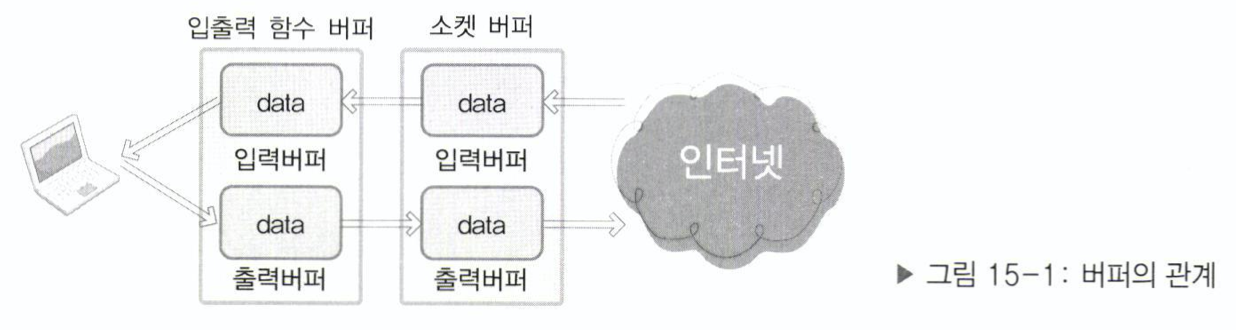 입출력 함수 버퍼
소켓 버퍼
data
data
입력버퍼
입력버퍼
인터넷
data
data
출력버퍼
출력버퍼
▶ 그림 15-1: 버퍼의 관계